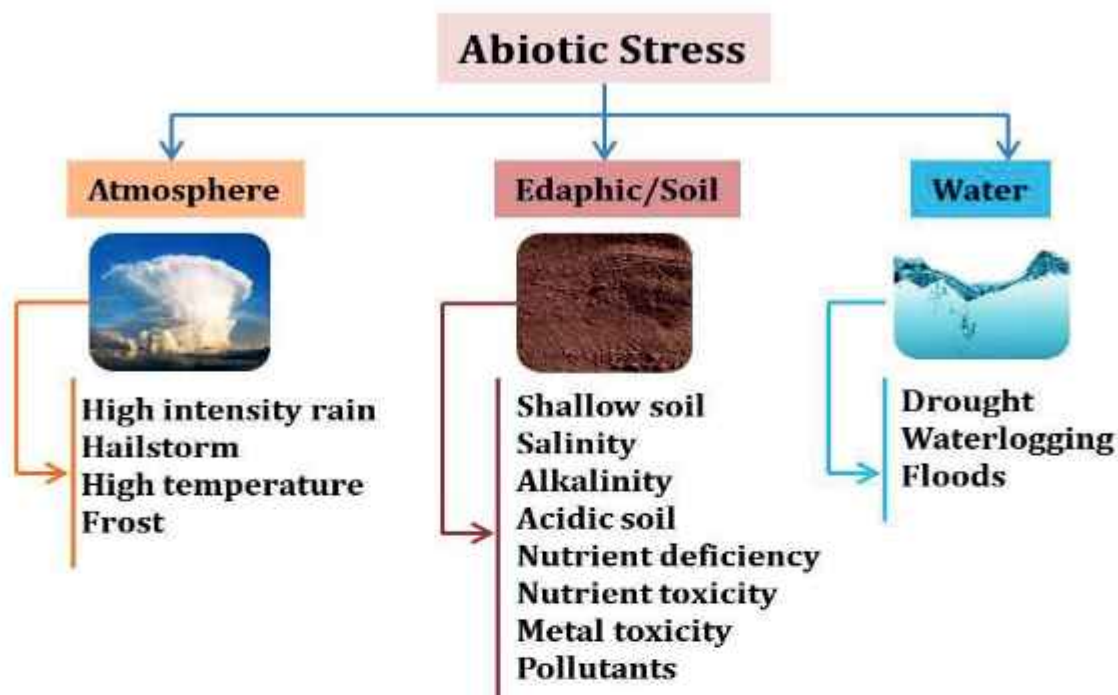 Abiotic Stress
Atmosphere
Edaphic/Soil
Water
High intensity rain
Hailstorm
High temperature
Frost
Shallow soil
Salinity
Alkalinity
Acidic soil
Nutrient deficiency
Nutrient toxicity
Metal toxicity
Pollutants
Drought
Waterlogging
Floods